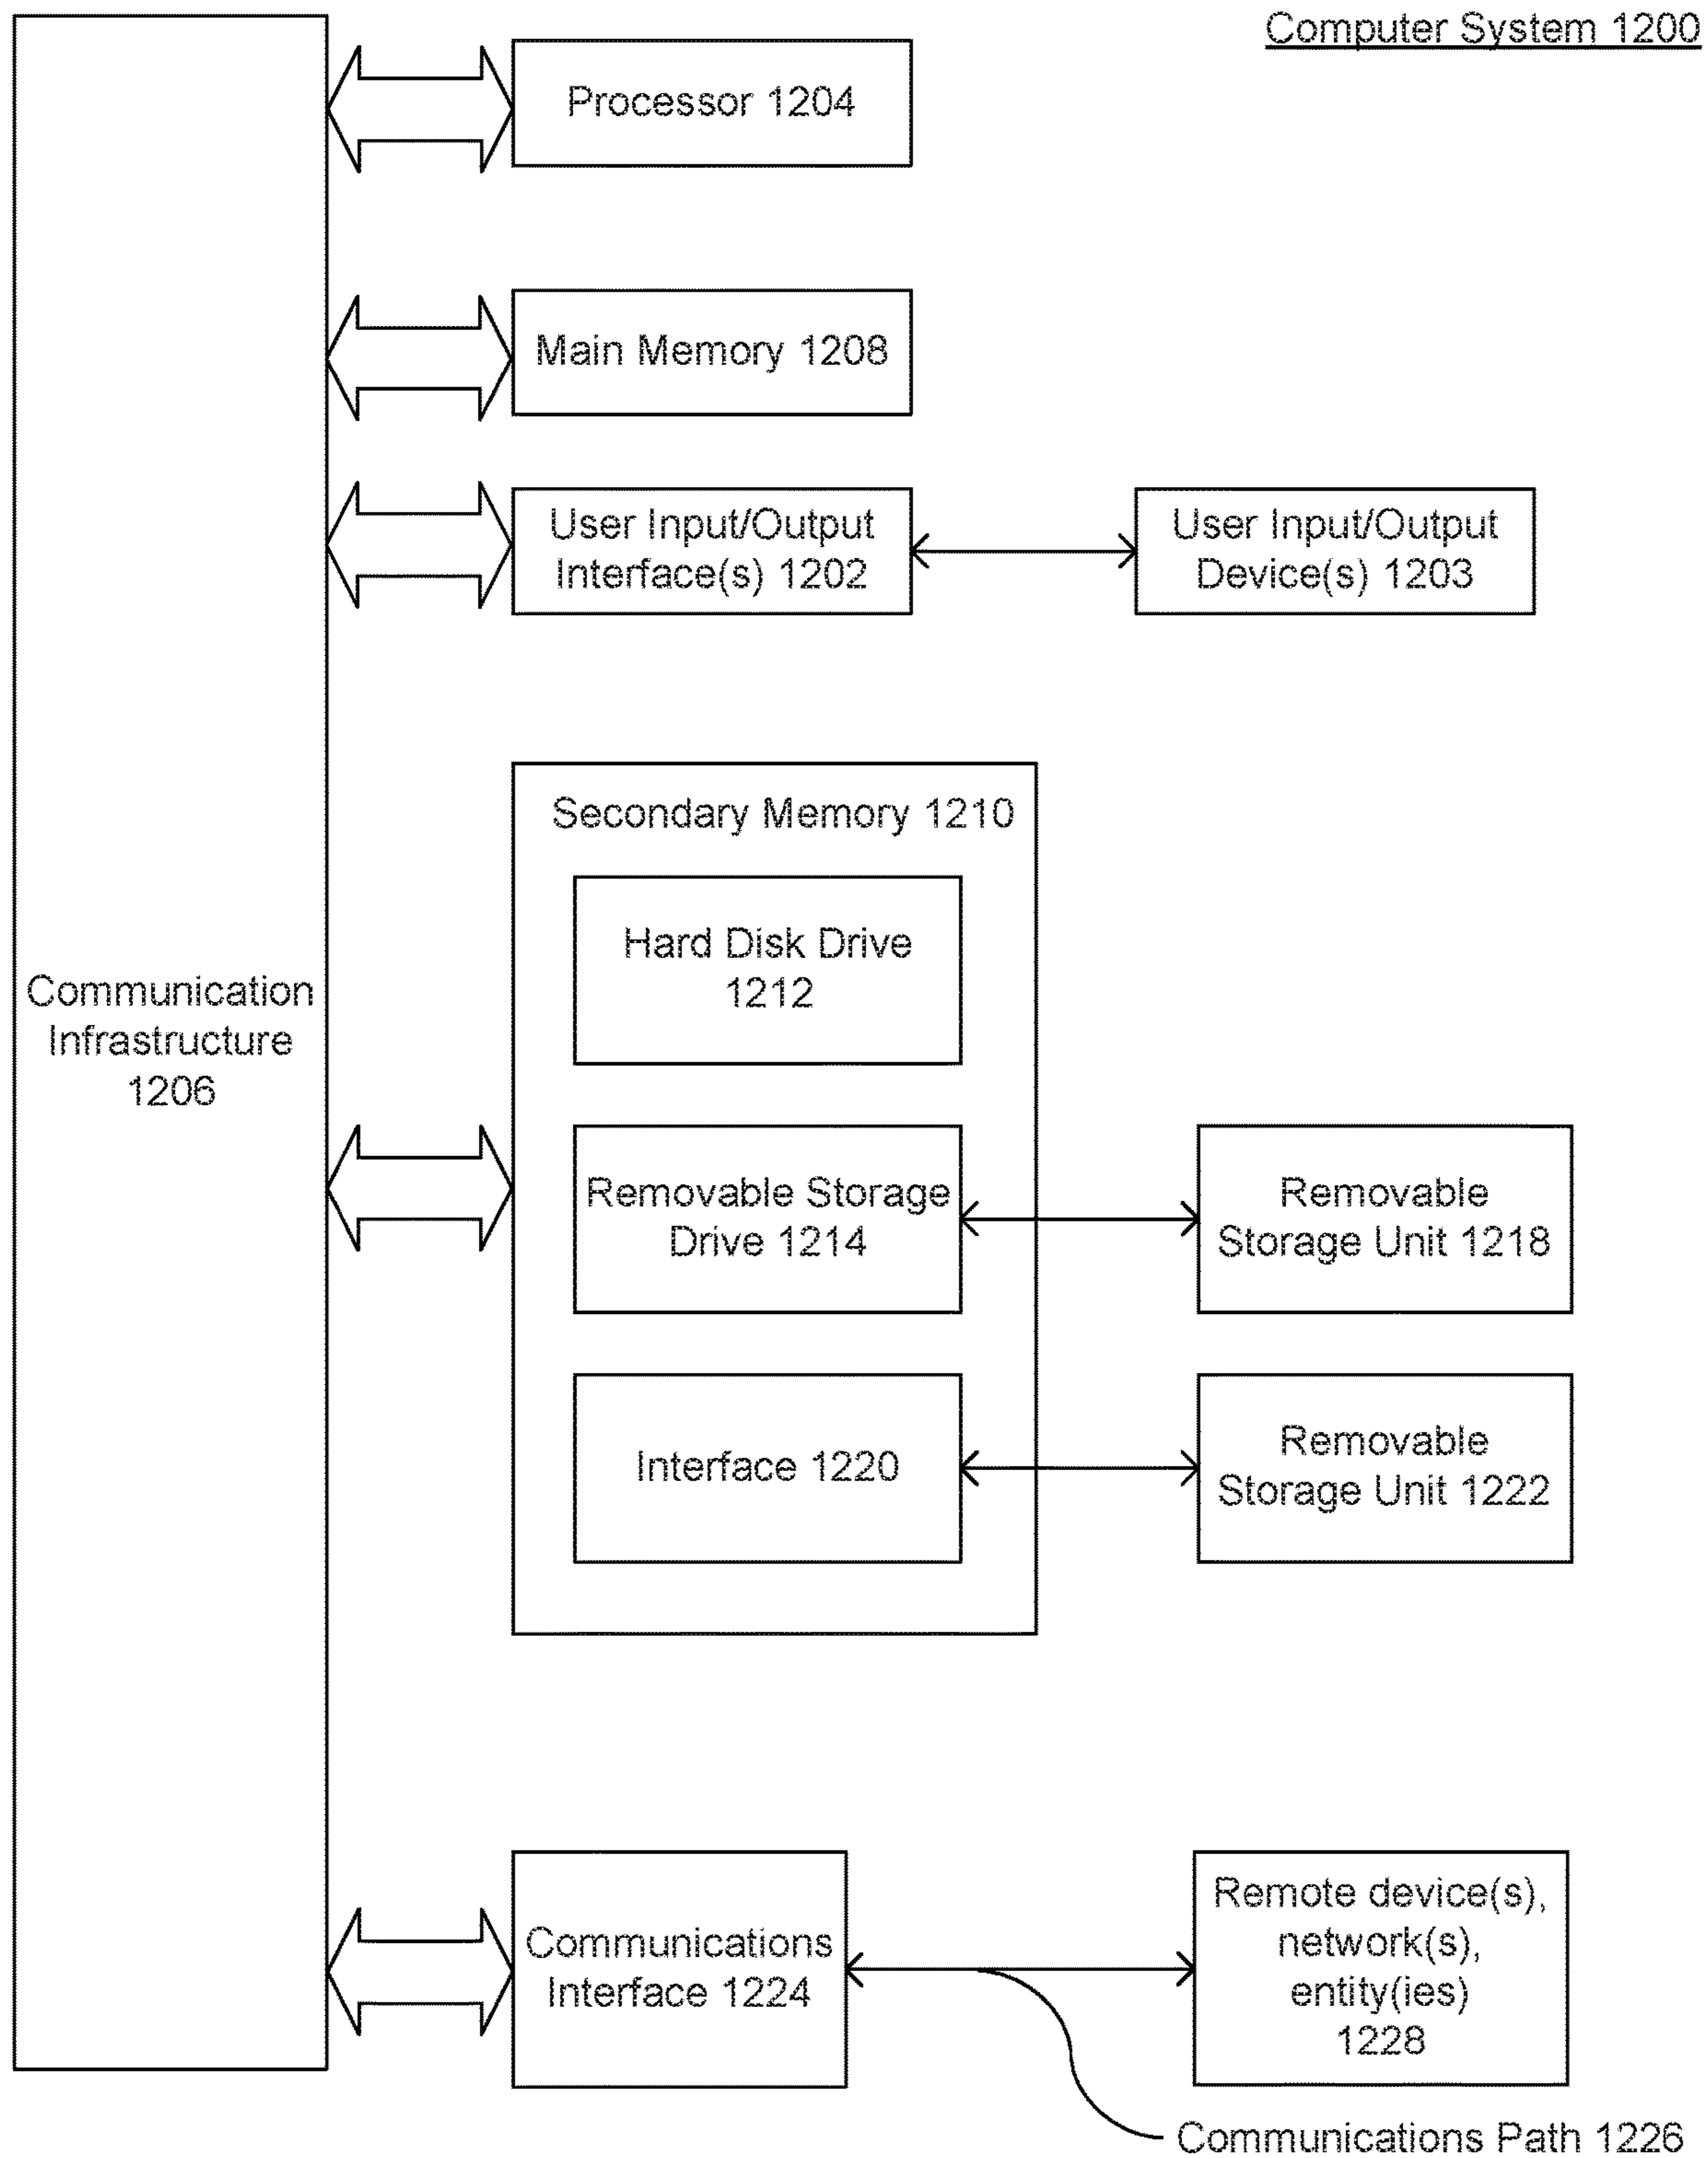 Computer System 1200
Processor 1204
Main Memory 1208
User Input/Output
Interface(s) 1202
User Input/Output
Device(s) 1203
Secondary Memory 1210
Hard Disk Drive
1212
Communication
Infrastructure
1206
Removable Storage
Drive 1214
Removable
Storage Unit 1218
Interface 1220
Removable
Storage Unit 1222
Communications
Interface 1224
Remote device(s),
network(s),
entity(ies)
1228
Communications Path 1226